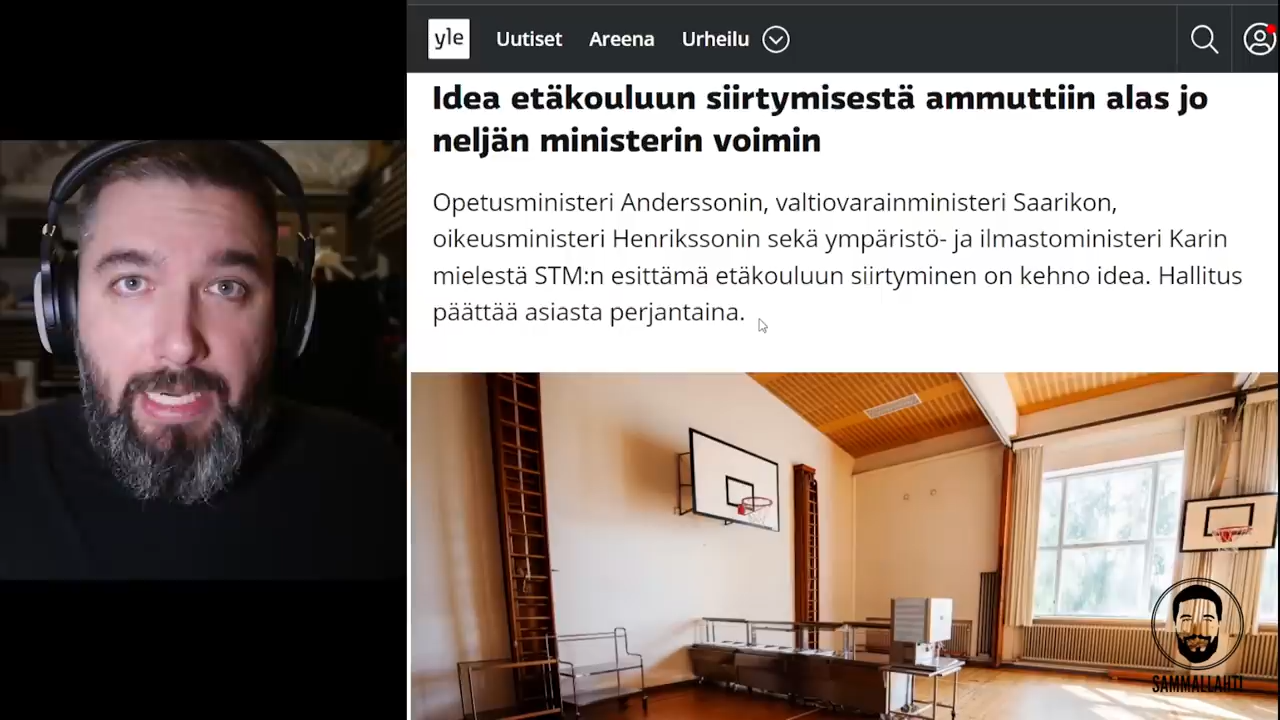 yle Uutiset Areena Urheilu
Idea etäkouluun siirtymisestä ammuttiin alas jo
neljän ministerin voimin
Opetusministeri Anderssonin, valtiovarainministeri Saarikon,
oikeusministeri Henrikssonin sekä ympäristö- ja ilmastoministeri Karin
mielestä STM:n esittämä etäkouluun siirtyminen on kehno idea. Hallitus
päättää asiasta perjantaina.
SAMMALLAHTI